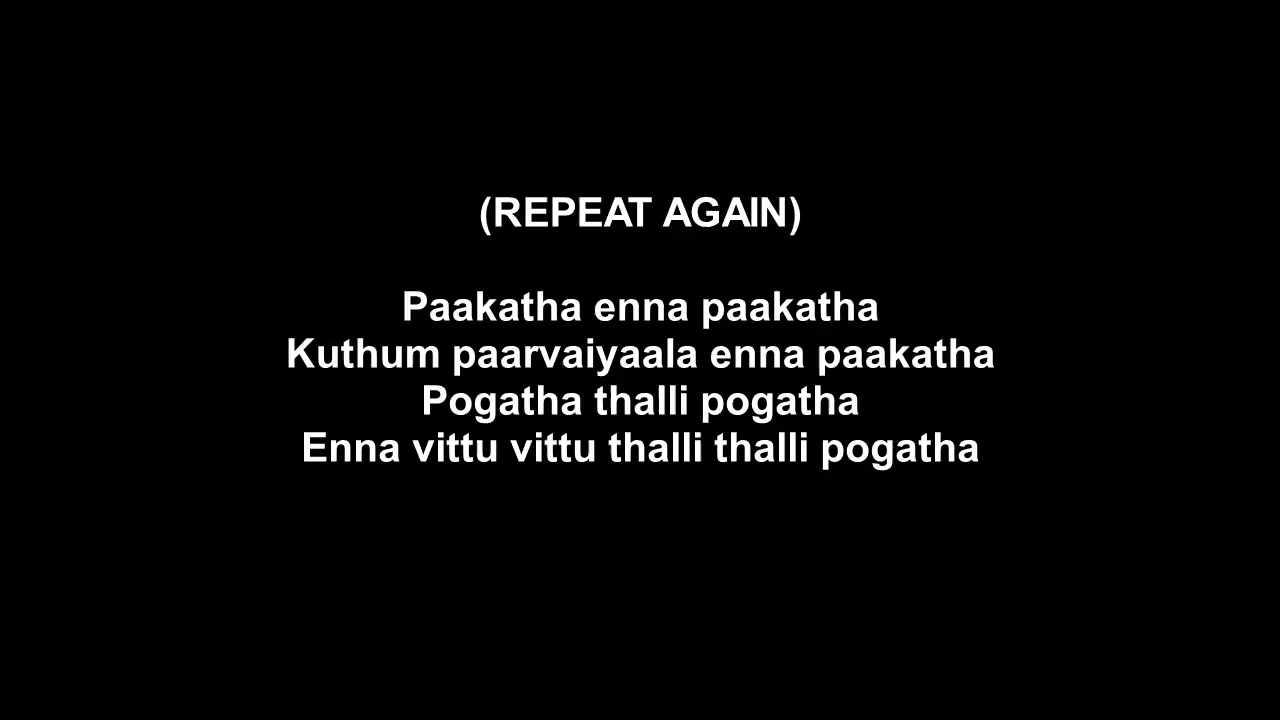 (REPEAT AGAIN)
Paakatha enna paakatha
Kuthum paarvaiyaala enna paakatha
Pogatha thalli pogatha
Enna vittu vittu thalli thalli pogatha